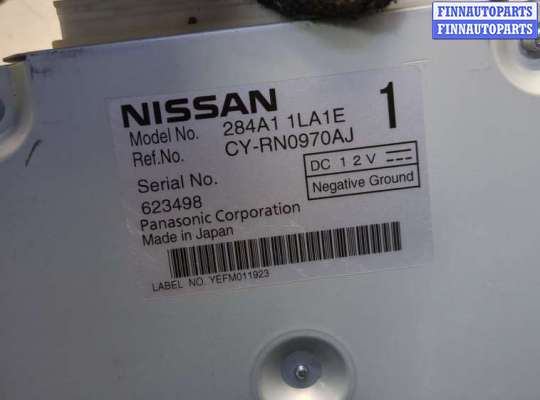 FINNAUTOPARTS
FINNAUTOPARTS
NISSAN
Model No. 284A1 1LA1E
Ref.No. CY-RN0970AJ
1
DC 12V
Negative Ground
Serial No.
623498
Panasonic Corporation
Made in Japan
LABEL NO. YEFM011923